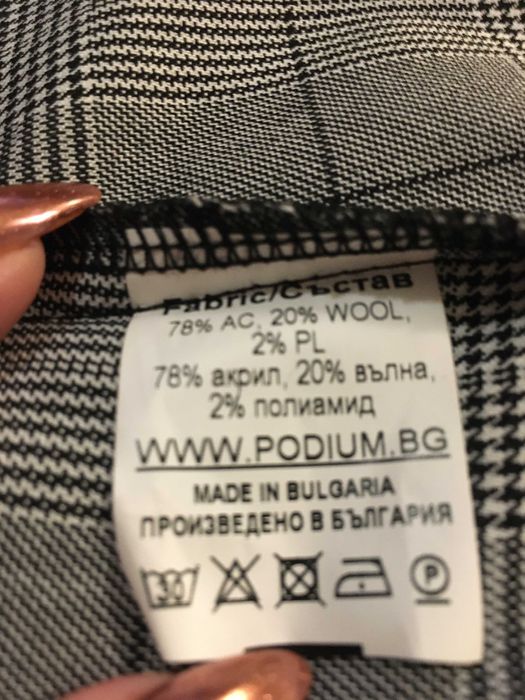 Fabric/Състав
78% AC, 20% WOOL,
2% PL
78% акрил, 20% вълна,
2% полиамид
WWW.PODIUM.BG
MADE IN BULGARIA
ПРОИЗВЕДЕНО В БЪЛГАРИЯ
30 P